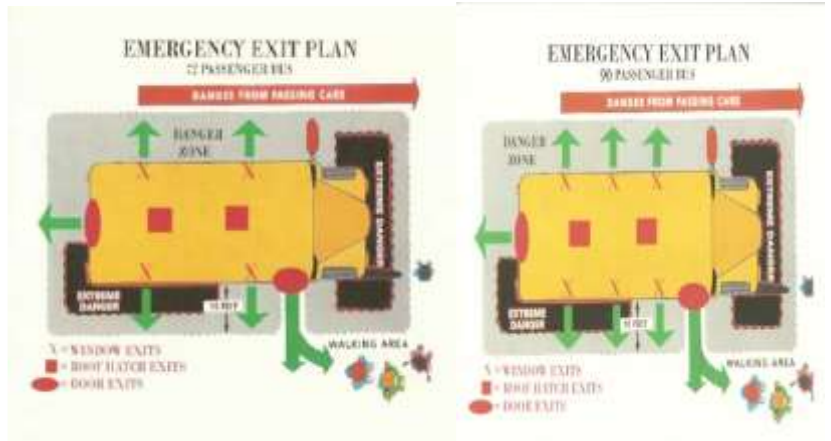 EMERGENCY EXIT PLAN
72 PASSENGER BUS
DANGER FROM PASSING CARS
DANGER
ZONE
EXTREME DANGER
EXTREME
DANGER
10 FEET
WALKING AREA
X = WINDOW EXITS
= ROOF HATCH EXITS
= DOOR EXITS
EMERGENCY EXIT PLAN
90 PASSENGER BUS
DANGER FROM PASSING CARS
DANGER
ZONE
EXTREME DANGER
EXTREME
DANGER
10 FEET
WALKING AREA
X = WINDOW EXITS
= ROOF HATCH EXITS
= DOOR EXITS